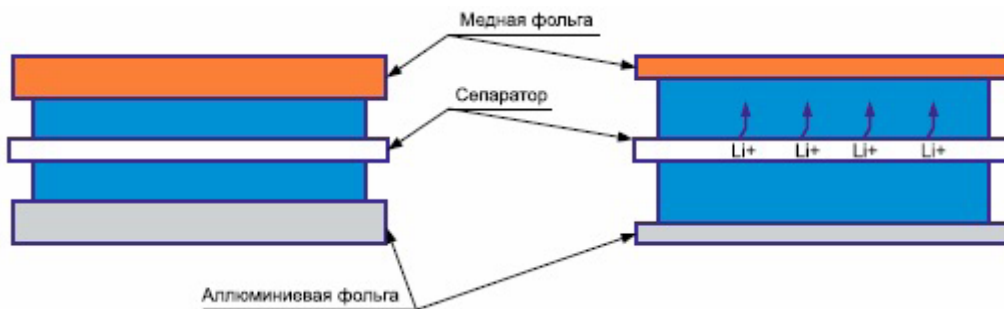 Медная фольга
Сепаратор
Li+ Li+ Li+ Li+
Аллюминиевая фольга